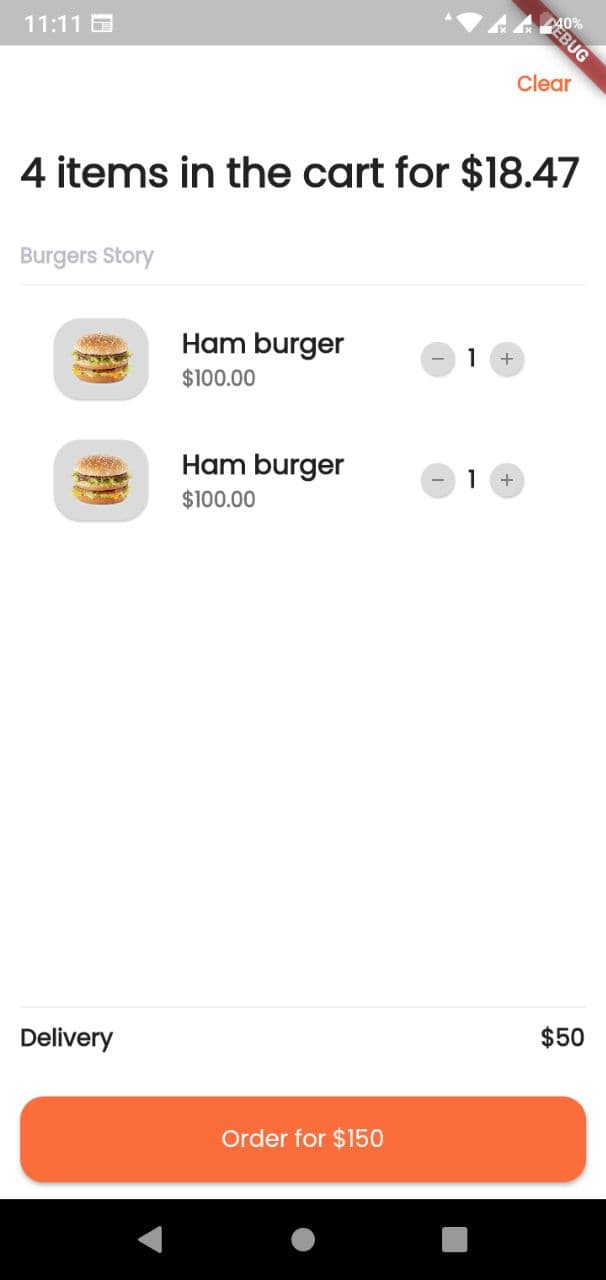 11:11
40%
DEBUG
Clear
4 items in the cart for $18.47
Burgers Story
Ham burger
$100.00
− 1 +
Ham burger
$100.00
− 1 +
Delivery $50
Order for $150